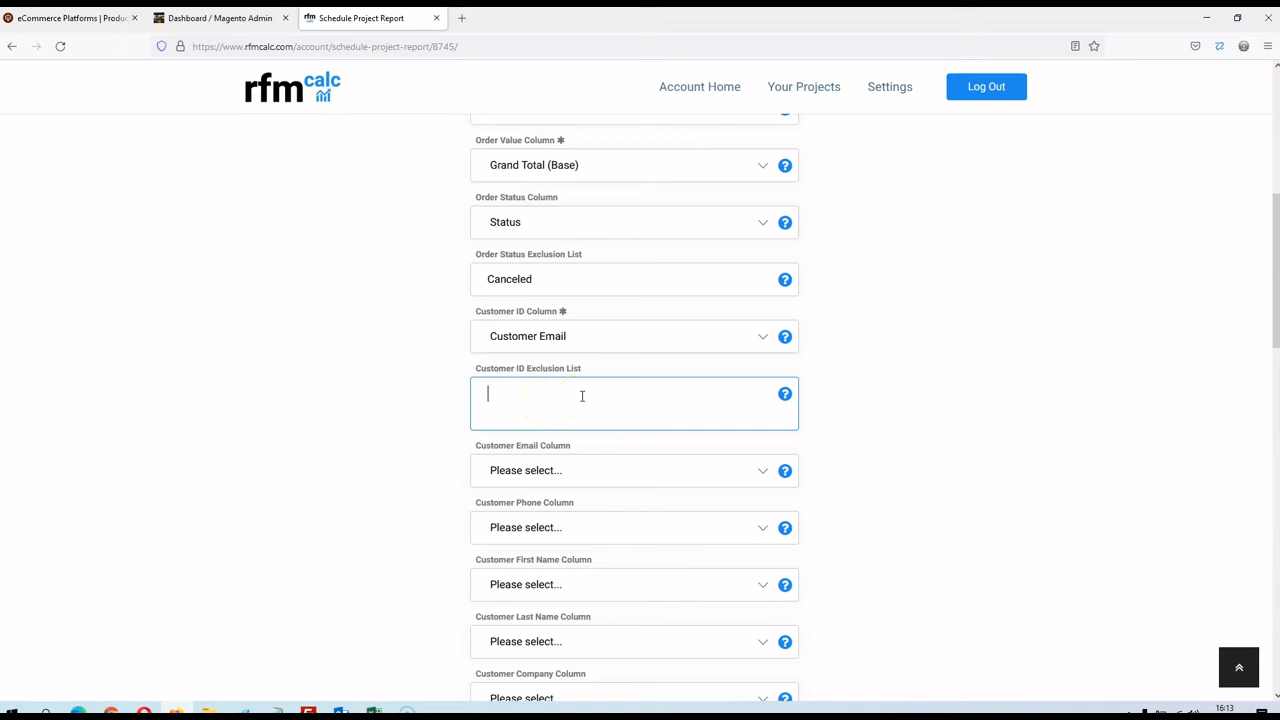 eCommerce Platforms | Produc
Dashboard / Magento Admin
rfm calc
Schedule Project Report
https://www.rfmcalc.com/account/schedule-project-report/8745/
rfm calc
Account Home
Your Projects
Settings
Log Out
Order Value Column ✱
Grand Total (Base)
?
Order Status Column
Status
?
Order Status Exclusion List
Canceled
?
Customer ID Column ✱
Customer Email
?
Customer ID Exclusion List
?
Customer Email Column
Please select...
?
Customer Phone Column
Please select...
?
Customer First Name Column
Please select...
?
Customer Last Name Column
Please select...
?
Customer Company Column
Please select
?
16:13